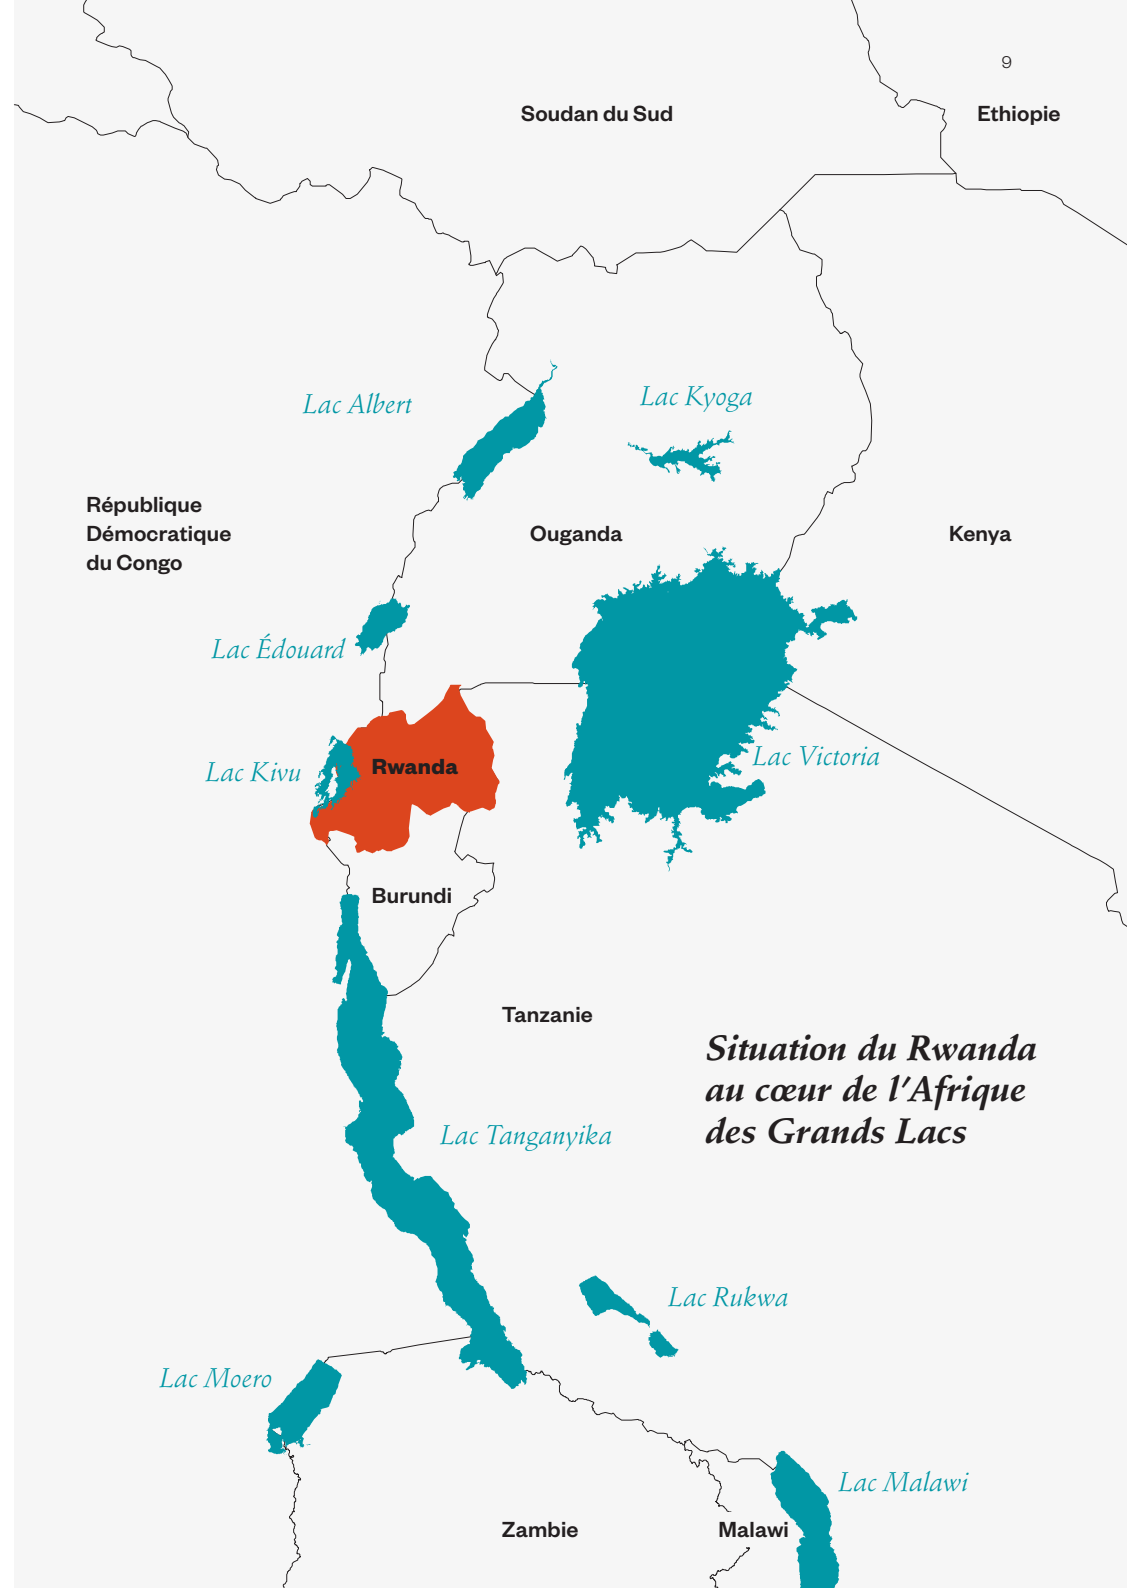 9
Soudan du Sud
Ethiopie
Lac Albert
Lac Kyoga
République
Démocratique
du Congo
Ouganda
Kenya
Lac Édouard
Lac Kivu
Rwanda
Lac Victoria
Burundi
Tanzanie
Situation du Rwanda
au cœur de l'Afrique
des Grands Lacs
Lac Tanganyika
Lac Rukwa
Lac Moero
Lac Malawi
Zambie
Malawi